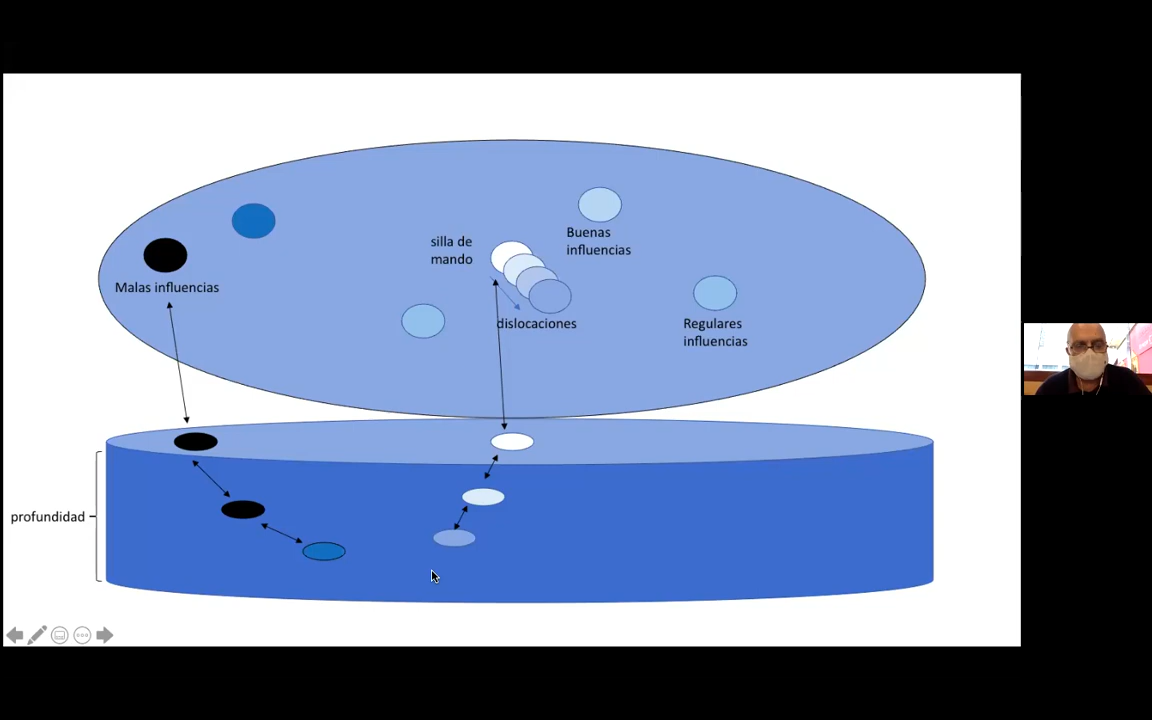 Buenas
influencias
silla de
mando
Malas influencias
dislocaciones
Regulares
influencias
profundidad